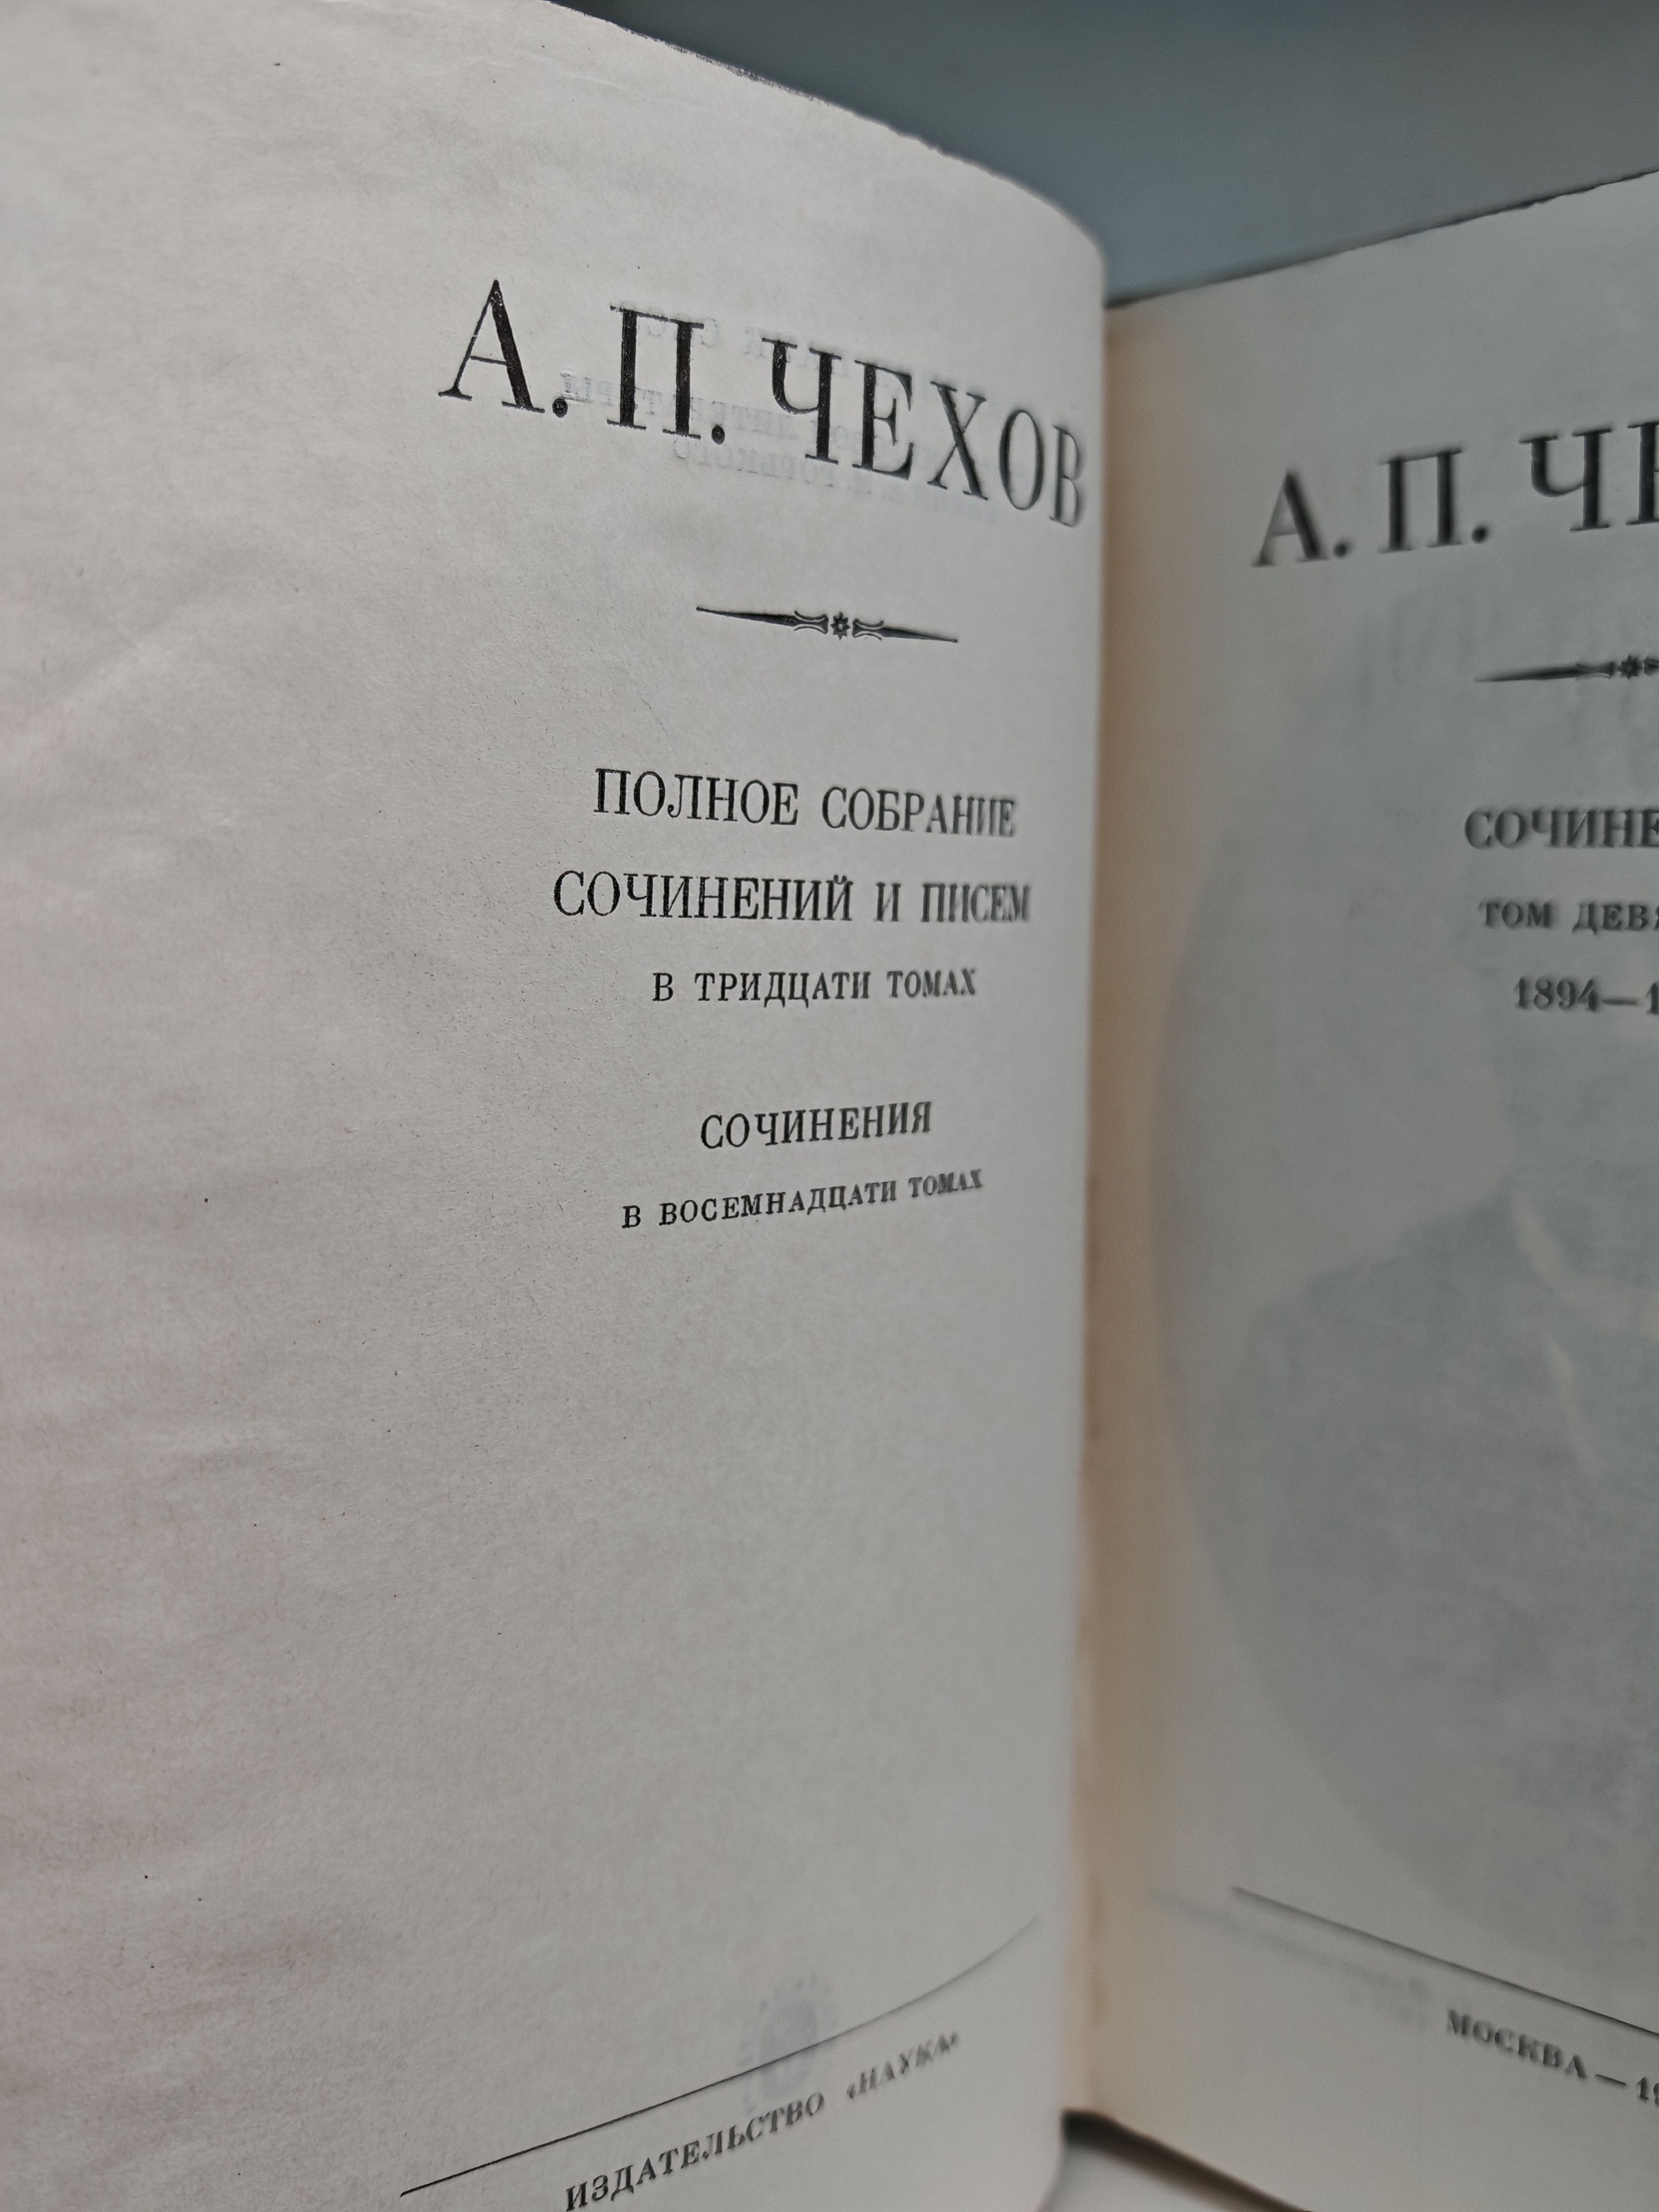 А. П. ЧЕХОВ
ПОЛНОЕ СОБРАНИЕ
СОЧИНЕНИЙ И ПИСЕМ
В ТРИДЦАТИ ТОМАХ
СОЧИНЕНИЯ
В ВОСЕМНАДЦАТИ ТОМАХ
ИЗДАТЕЛЬСТВО «НАУКА»
А. П. ЧЕ
СОЧИНЕ
ТОМ ДЕВЯ
1894—1
МОСКВА — 19